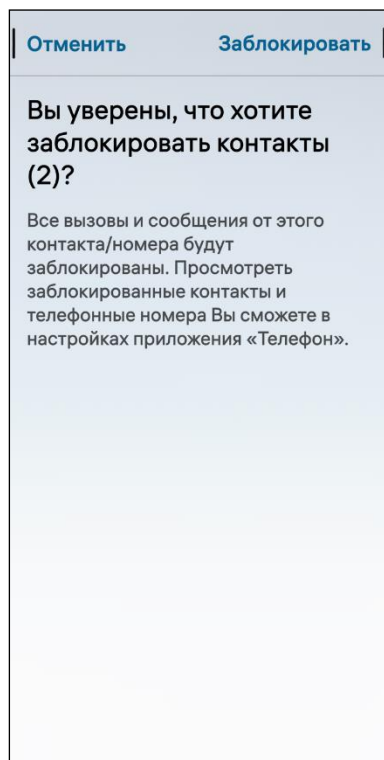 Отменить Заблокировать
Вы уверены, что хотите
заблокировать контакты
(2)?
Все вызовы и сообщения от этого
контакта/номера будут
заблокированы. Просмотреть
заблокированные контакты и
телефонные номера Вы сможете в
настройках приложения «Телефон».